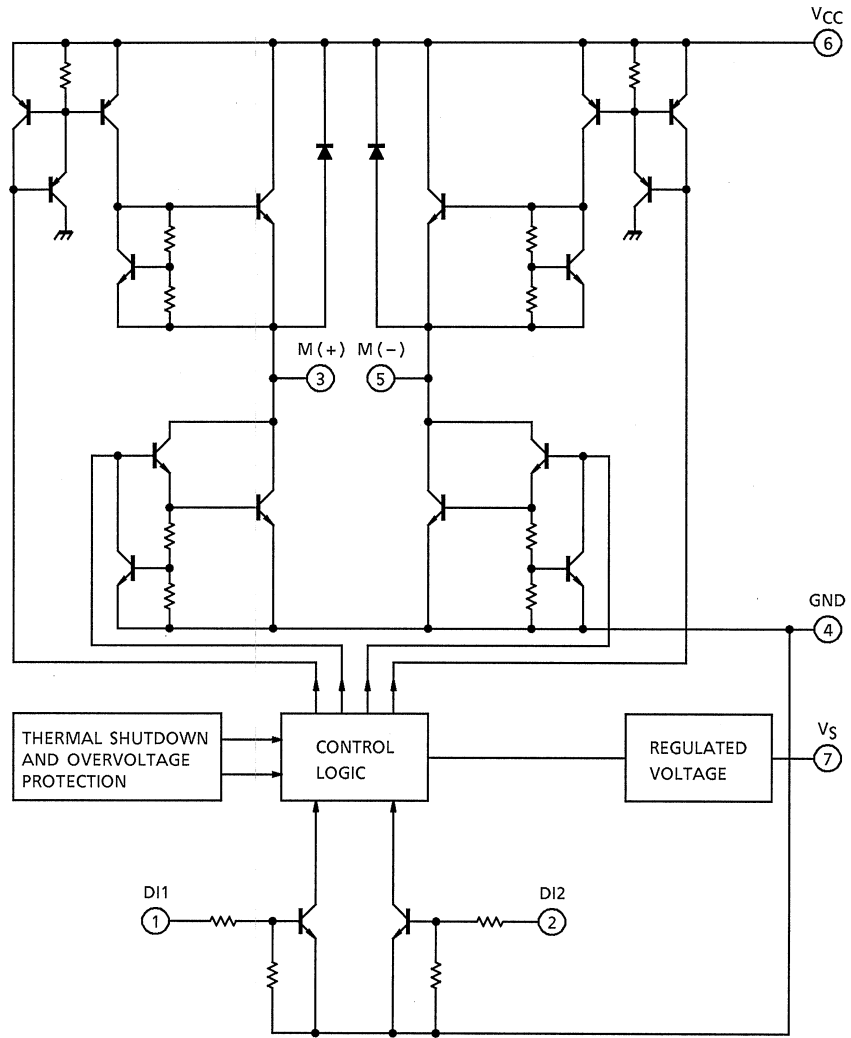 VCC
6
M(+) M(−)
3 5
GND
4
THERMAL SHUTDOWN
AND OVERVOLTAGE
PROTECTION
CONTROL
LOGIC
REGULATED
VOLTAGE
VS
7
DI1
1
DI2
2